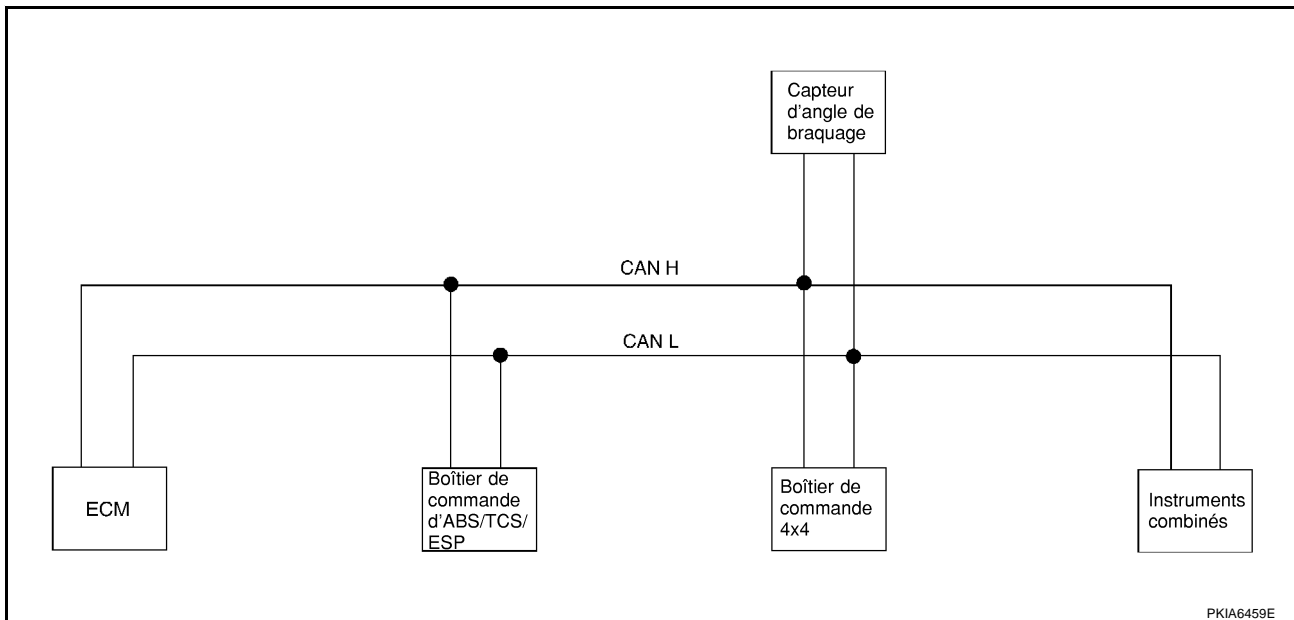 Capteur
d'angle de
braquage
CAN H
CAN L
ECM
Boîtier de
commande
d'ABS/TCS/
ESP
Boîtier de
commande
4x4
Instruments
combinés
PKIA6459E